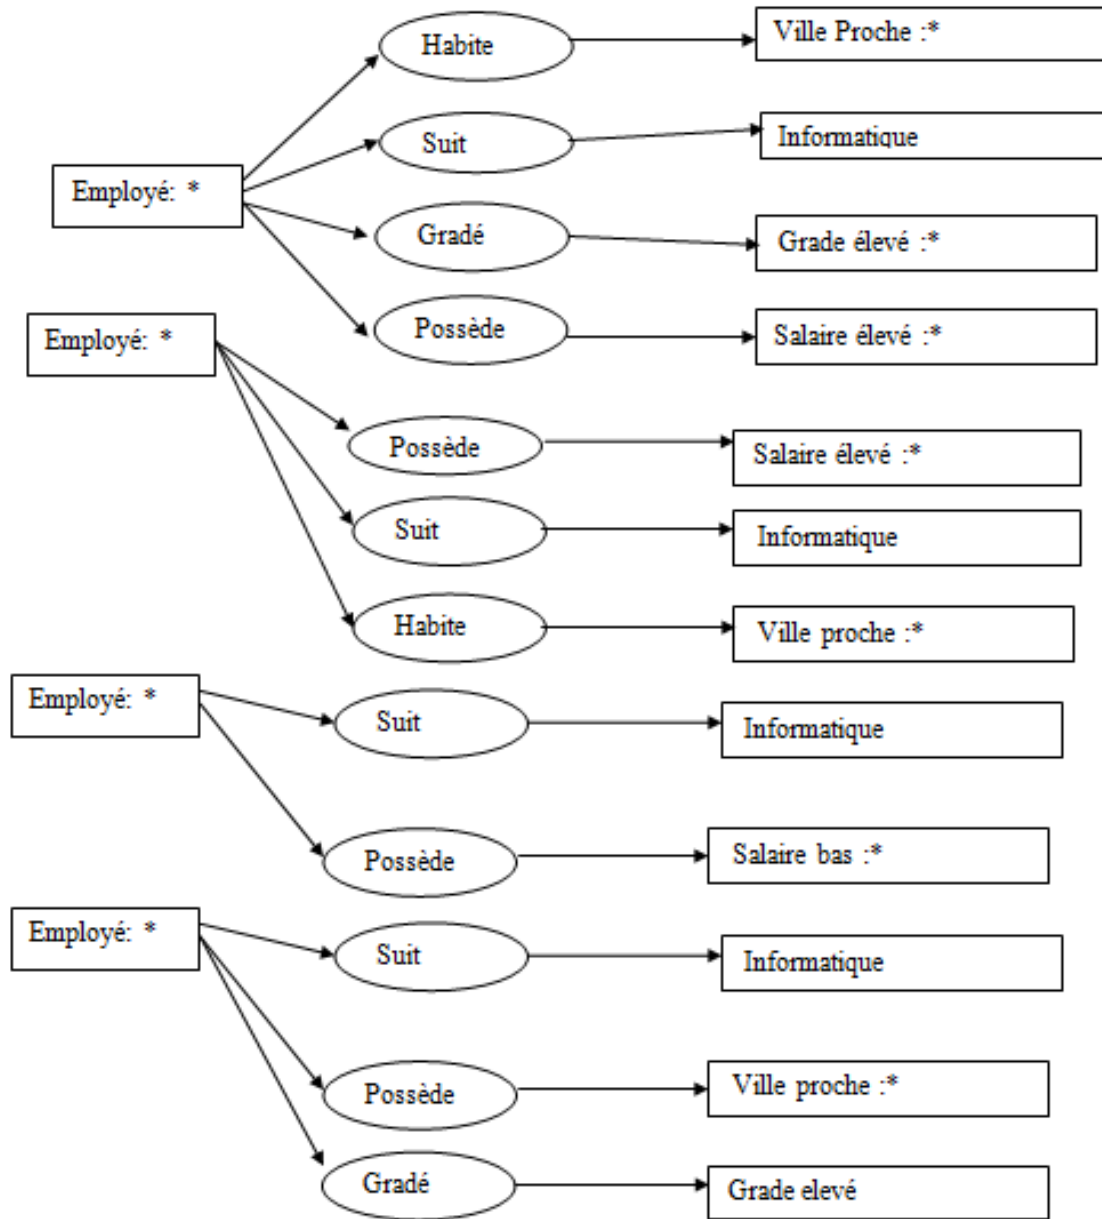 Habite
Ville Proche :*
Suit
Informatique
Employé: *
Gradé
Grade élevé :*
Possède
Salaire élevé :*
Employé: *
Possède
Salaire élevé :*
Suit
Informatique
Habite
Ville proche :*
Employé: *
Suit
Informatique
Possède
Salaire bas :*
Employé: *
Suit
Informatique
Possède
Ville proche :*
Gradé
Grade elevé